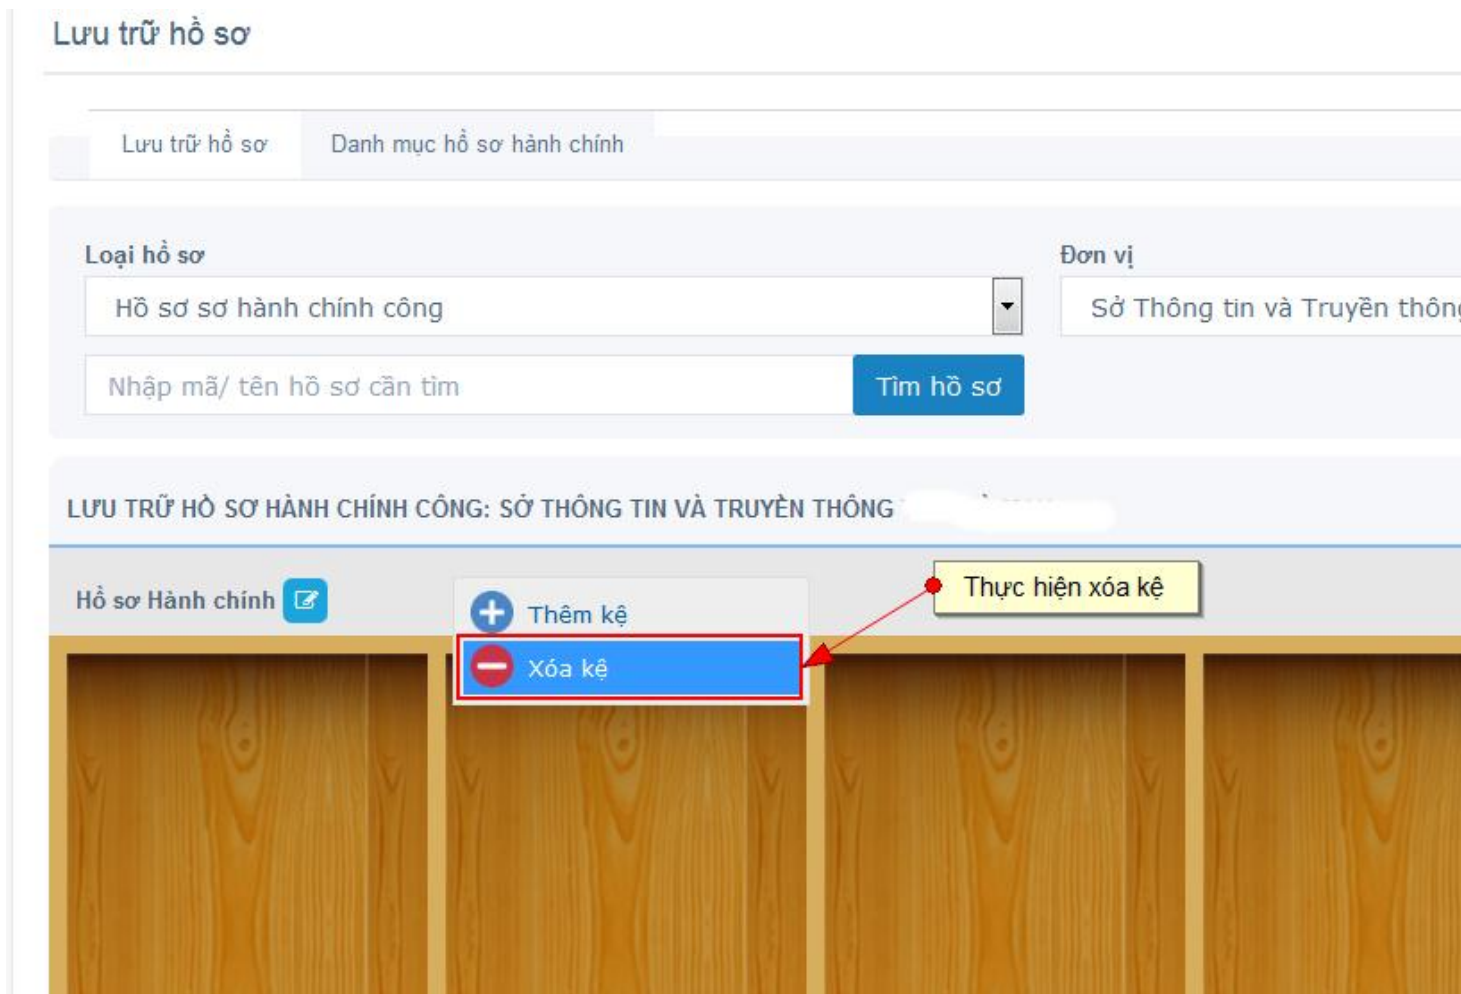 Lưu trữ hồ sơ
Lưu trữ hồ sơ
Danh mục hồ sơ hành chính
Loại hồ sơ
Đơn vị
Hồ sơ sơ hành chính công
Sở Thông tin và Truyền thông
Nhập mã/ tên hồ sơ cần tìm
Tìm hồ sơ
LƯU TRỮ HỒ SƠ HÀNH CHÍNH CÔNG: SỞ THÔNG TIN VÀ TRUYỀN THÔNG
Hồ sơ Hành chính
Thêm kệ
Thực hiện xóa kệ
Xóa kệ